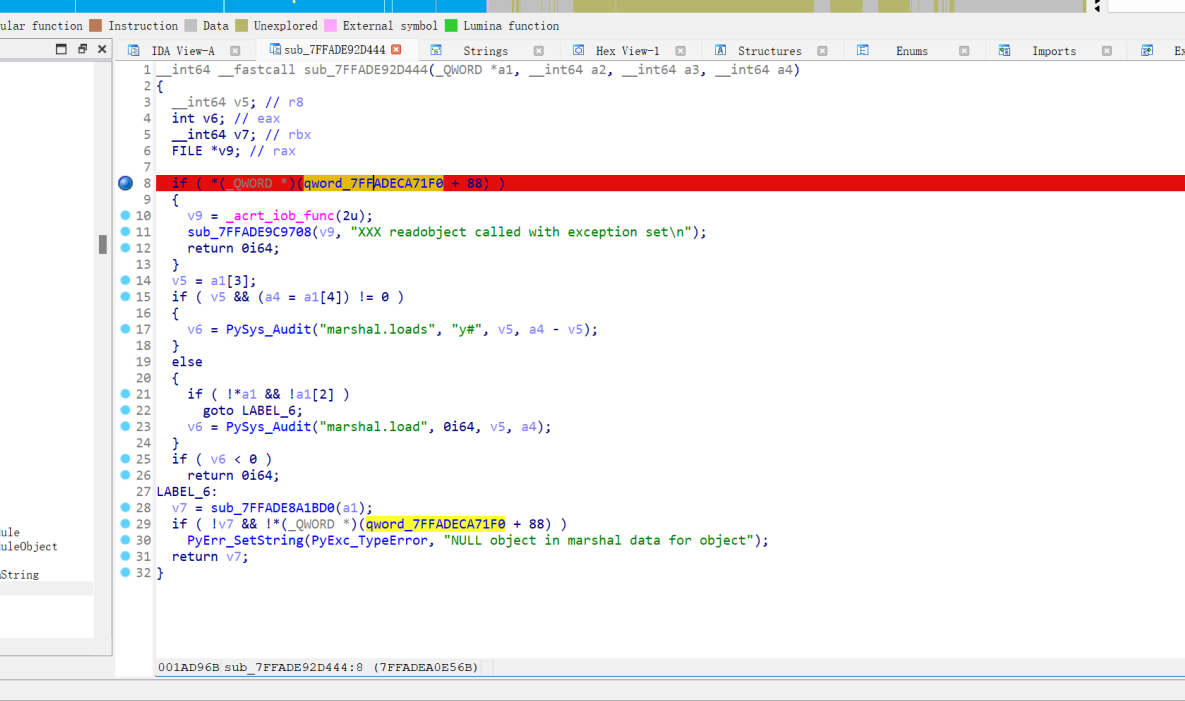 ular function Instruction Data Unexplored External symbol Lumina function
IDA View-A sub_7FFADE92D444 Strings Hex View-1 Structures Enums Imports Ex
1 __int64 __fastcall sub_7FFADE92D444(_QWORD *a1, __int64 a2, __int64 a3, __int64 a4)
2 {
3 __int64 v5; // r8
4 int v6; // eax
5 __int64 v7; // rbx
6 FILE *v9; // rax
7
8 if ( *(_QWORD *)(qword_7FFADECA71F0 + 88) )
9 {
10 v9 = _acrt_iob_func(2u);
11 sub_7FFADE9C9708(v9, "XXX readobject called with exception set\n");
12 return 0i64;
13 }
14 v5 = a1[3];
15 if ( v5 && (a4 = a1[4]) != 0 )
16 {
17 v6 = PySys_Audit("marshal.loads", "y#", v5, a4 - v5);
18 }
19 else
20 {
21 if ( !*a1 && !a1[2] )
22 goto LABEL_6;
23 v6 = PySys_Audit("marshal.load", 0i64, v5, a4);
24 }
25 if ( v6 < 0 )
26 return 0i64;
27 LABEL_6:
28 v7 = sub_7FFADE8A1BD0(a1);
29 if ( !v7 && !*(_QWORD *)(qword_7FFADECA71F0 + 88) )
30 PyErr_SetString(PyExc_TypeError, "NULL object in marshal data for object");
31 return v7;
32 }
ule
uleObject
String
001AD96B sub_7FFADE92D444:8 (7FFADEA0E56B)